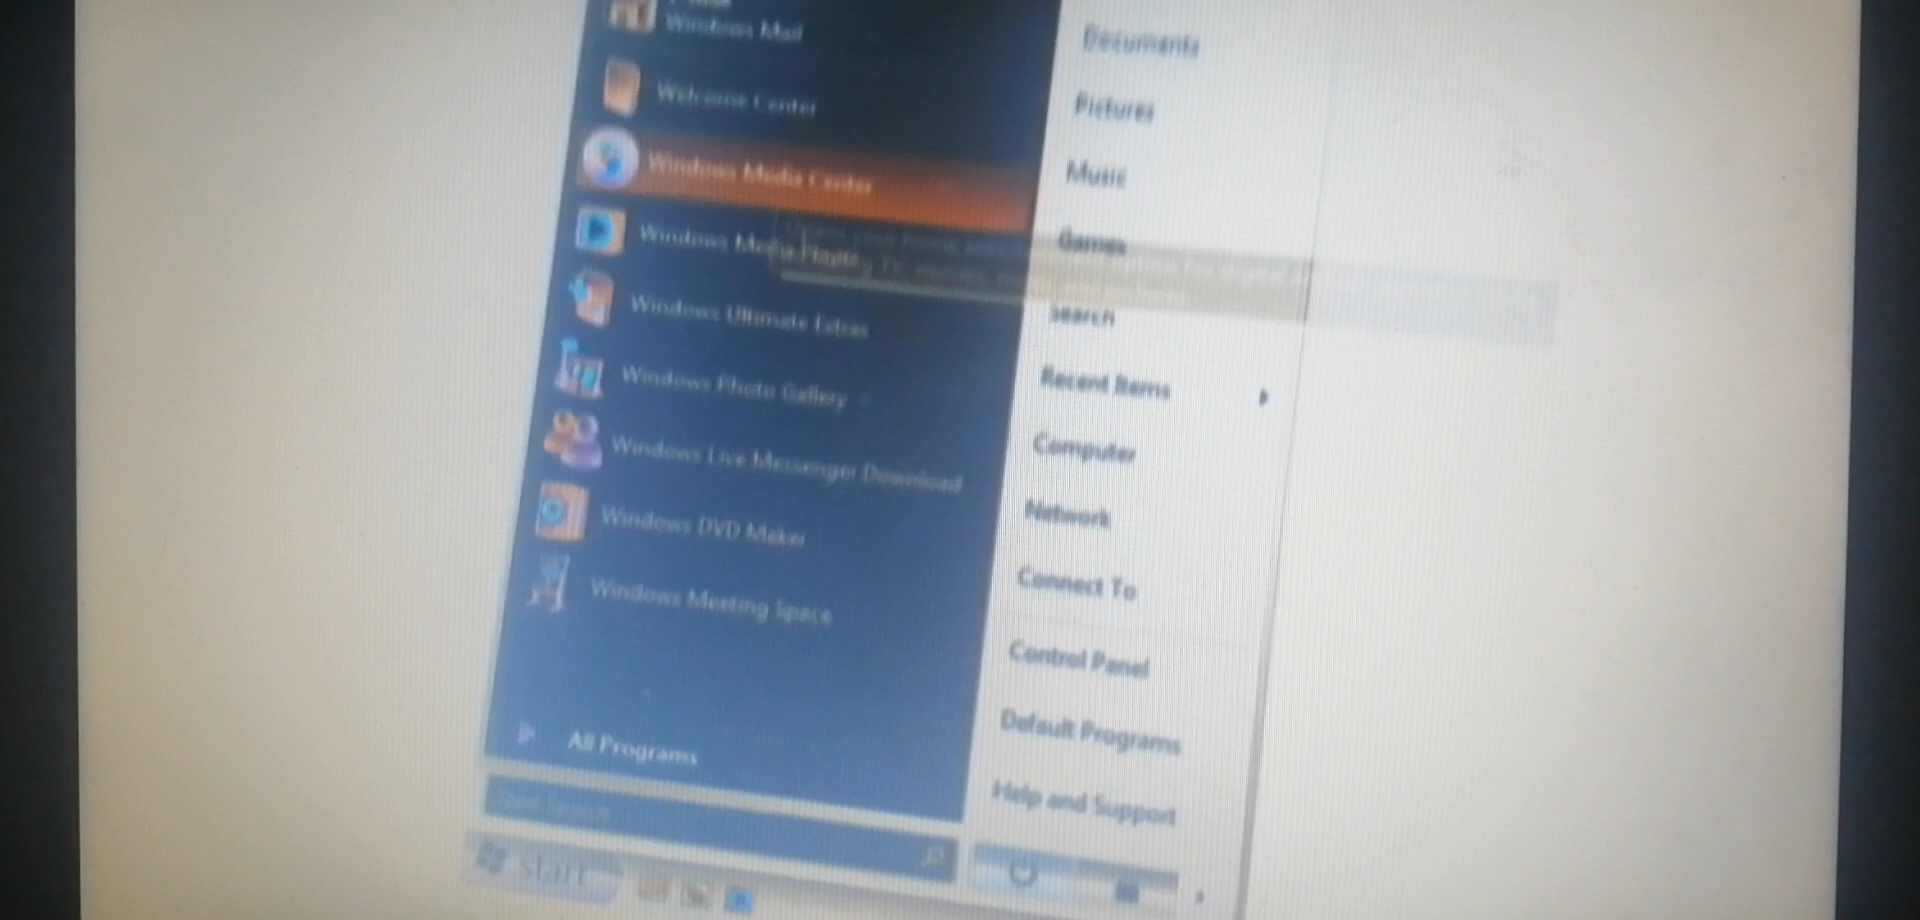 Windows Mail
Welcome Center
Windows Media Center
Windows Media Player
Windows Ultimate Extras
Windows Photo Gallery
Windows Live Messenger Download
Windows DVD Maker
Windows Meeting Space
All Programs
start
Documents
Pictures
Music
Games
Search
Recent Items
Computer
Network
Connect To
Control Panel
Default Programs
Help and Support